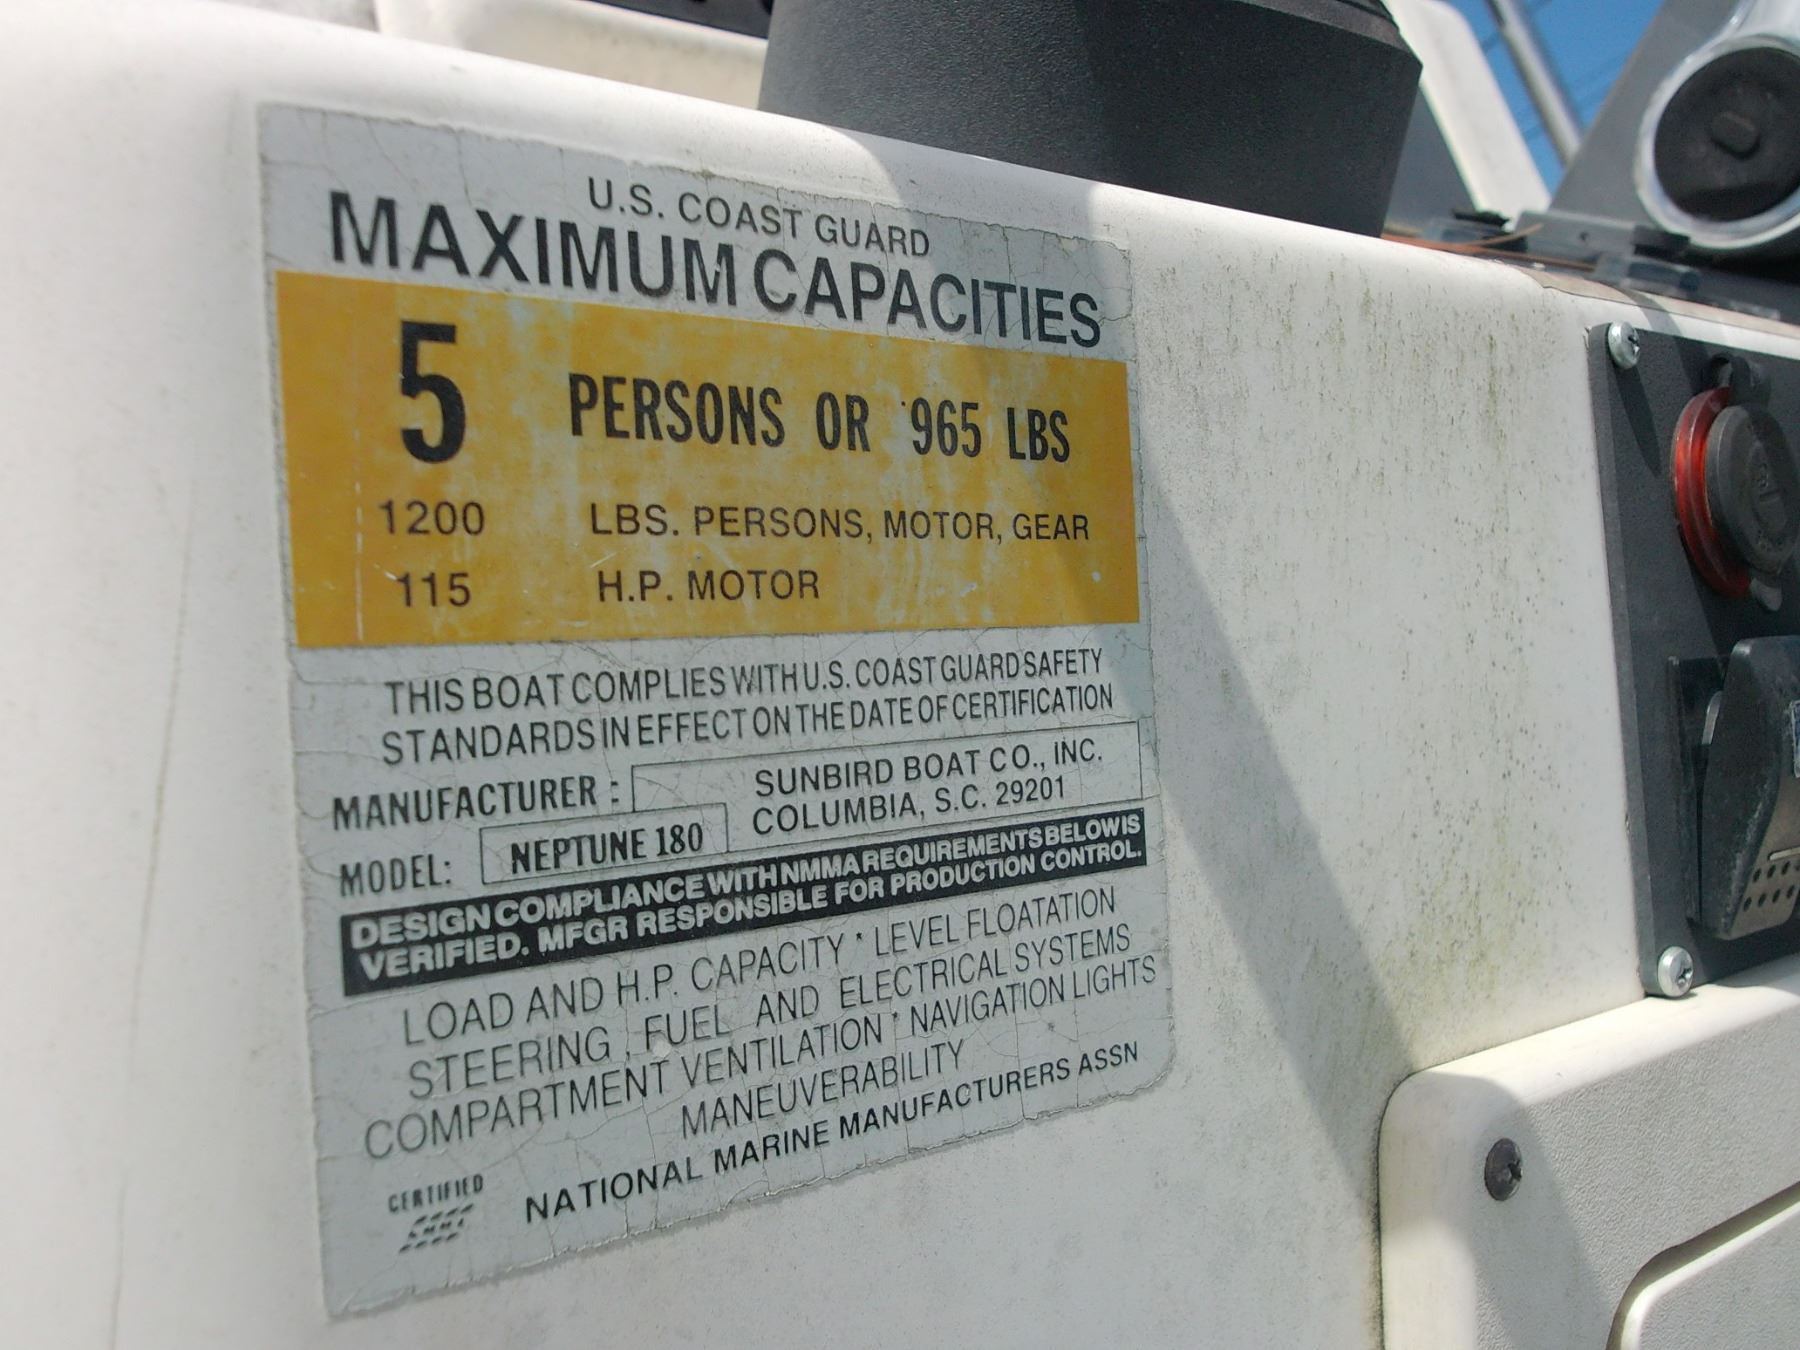 U.S. COAST GUARD
MAXIMUM CAPACITIES
5 PERSONS OR 965 LBS
1200 LBS. PERSONS, MOTOR, GEAR
115 H.P. MOTOR
THIS BOAT COMPLIES WITH U.S. COAST GUARD SAFETY
STANDARDS IN EFFECT ON THE DATE OF CERTIFICATION
MANUFACTURER : SUNBIRD BOAT CO., INC.
COLUMBIA, S.C. 29201
MODEL: NEPTUNE 180
DESIGN COMPLIANCE WITH NMMA REQUIREMENTS BELOW IS
VERIFIED. MFGR RESPONSIBLE FOR PRODUCTION CONTROL.
LOAD AND H.P. CAPACITY * LEVEL FLOATATION
STEERING , FUEL AND ELECTRICAL SYSTEMS
COMPARTMENT VENTILATION * NAVIGATION LIGHTS
MANEUVERABILITY
NATIONAL MARINE MANUFACTURERS ASSN
CERTIFIED